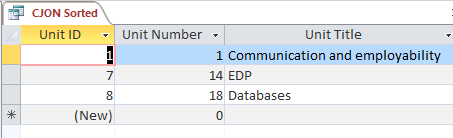 CJON Sorted
Unit ID Unit Number Unit Title
1 1 Communication and employability
7 14 EDP
8 18 Databases
* (New) 0